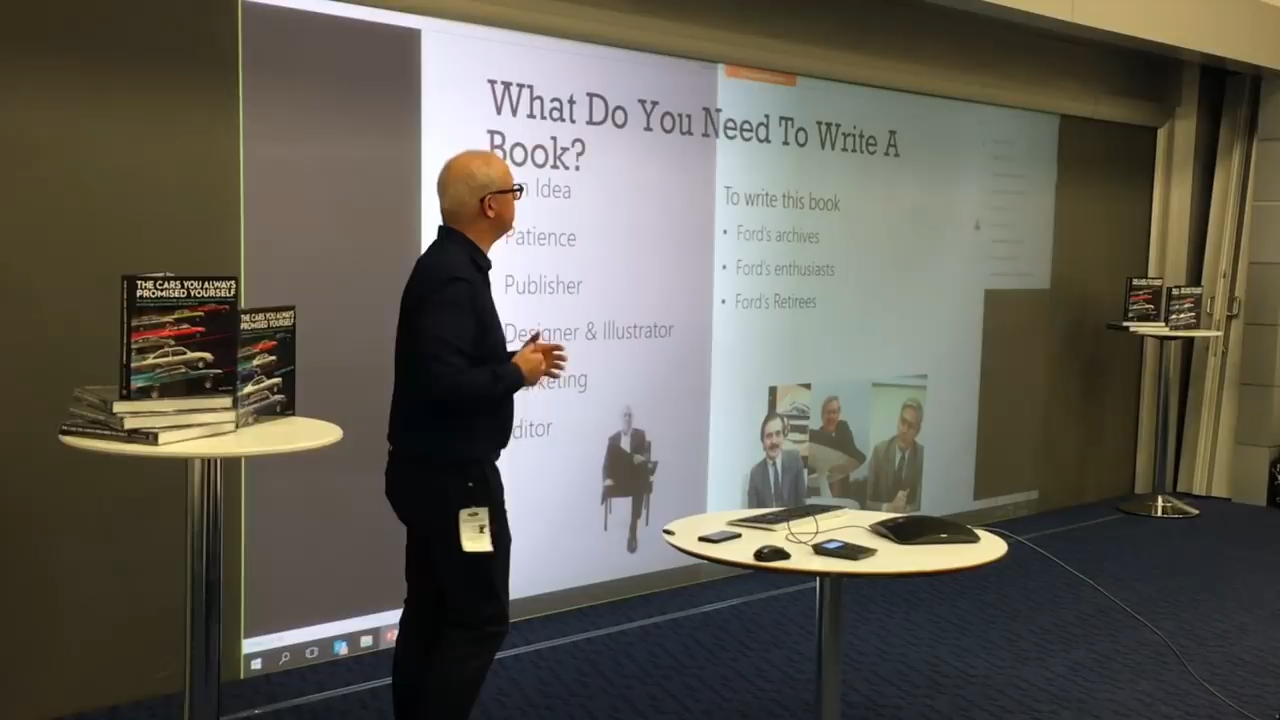 What Do You Need To Write A
Book?
Idea
Patience
Publisher
Designer & Illustrator
ditor
To write this book
• Ford's archives
• Ford's enthusiasts
• Ford's Retirees
THE CARS YOU ALWAYS
PROMISED YOURSELF
THE CARS YOU ALWAYS
PROMISED YOURSELF